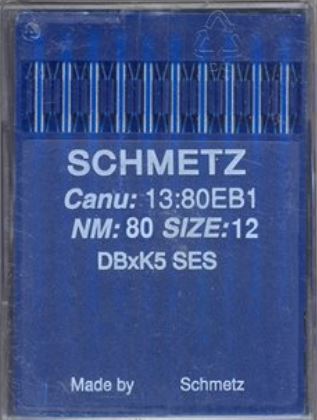 SCHMETZ
Canu: 13:80EB1
NM: 80 SIZE:12
DBxK5 SES
Made by Schmetz